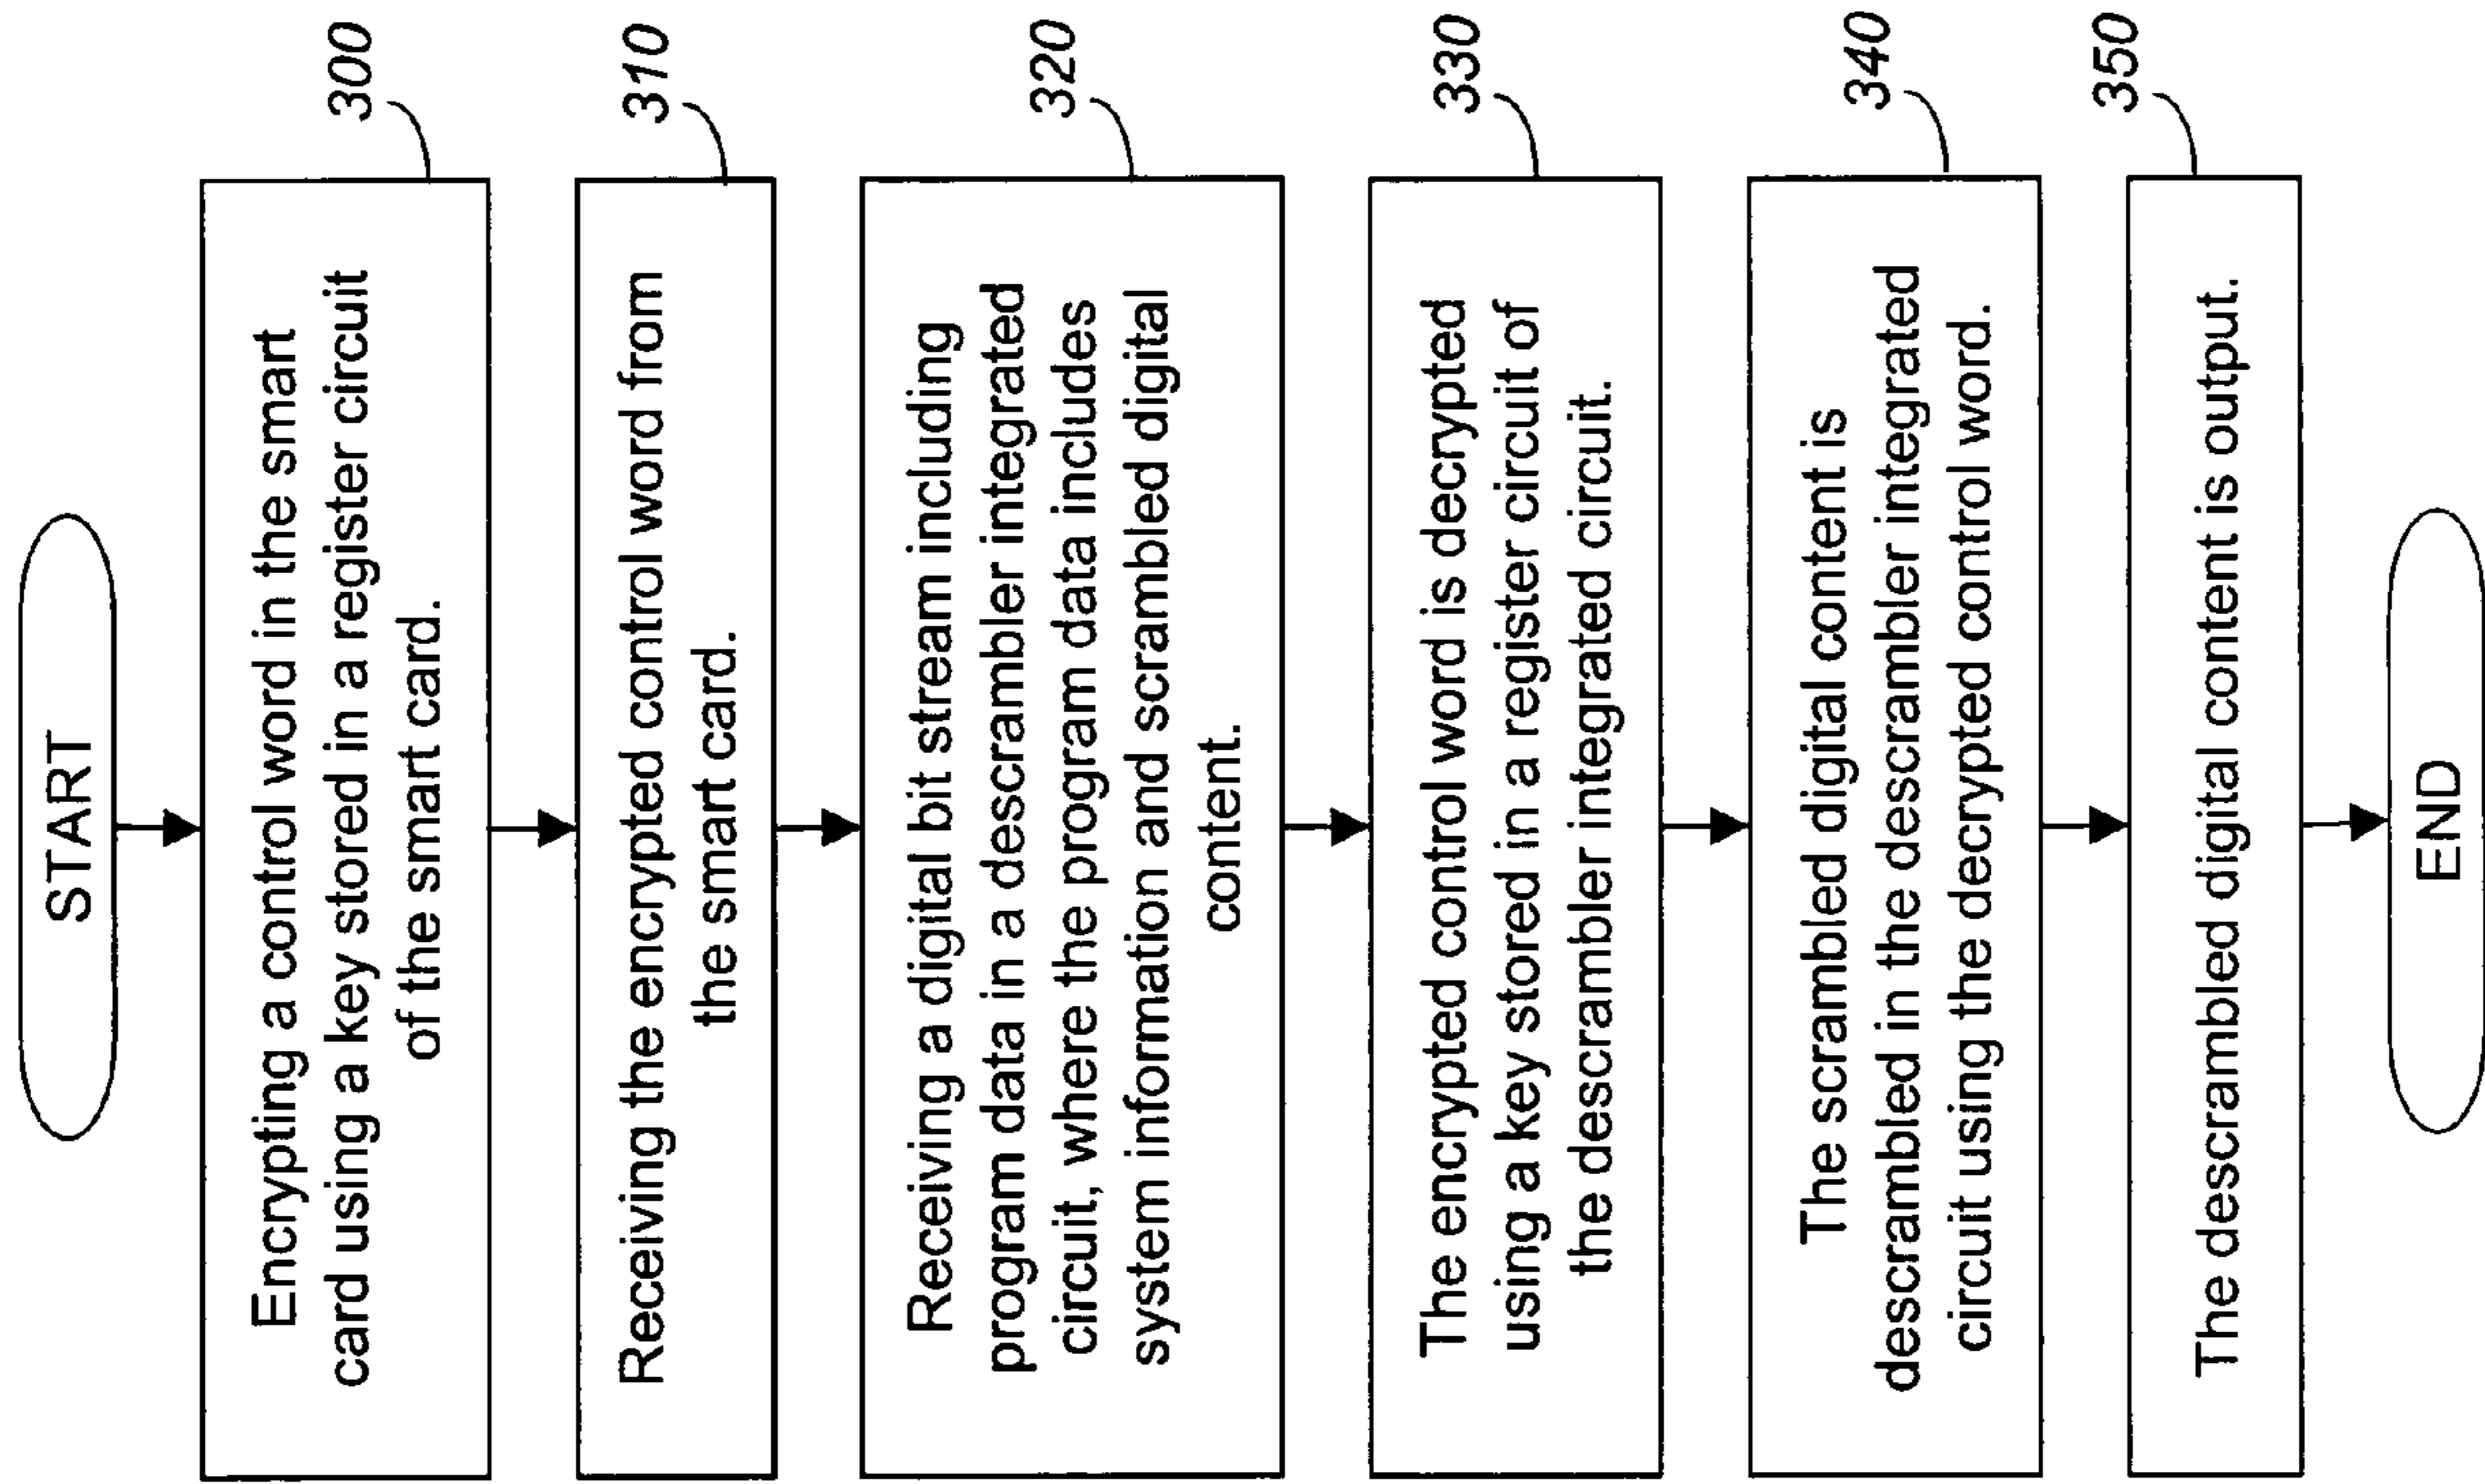 START
Encrypting a control word in the smart
card using a key stored in a register circuit
of the smart card.
300
Receiving the encrypted control word from
the smart card.
310
Receiving a digital bit stream including
program data in a descrambler integrated
circuit, where the program data includes
system information and scrambled digital
content.
320
The encrypted control word is decrypted
using a key stored in a register circuit of
the descrambler integrated circuit.
330
The scrambled digital content is
descrambled in the descrambler integrated
circuit using the decrypted control word.
340
The descrambled digital content is output.
350
END